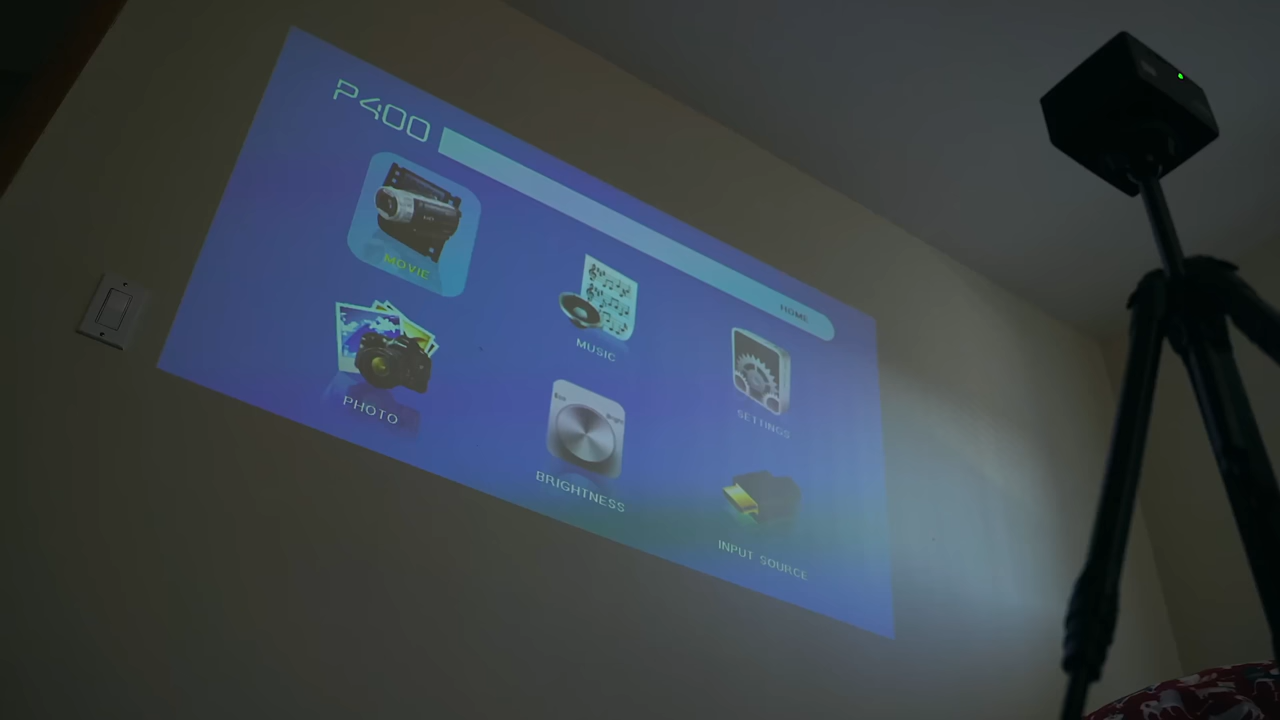 P400
HOME
MOVIE
MUSIC
SETTINGS
PHOTO
BRIGHTNESS
INPUT SOURCE